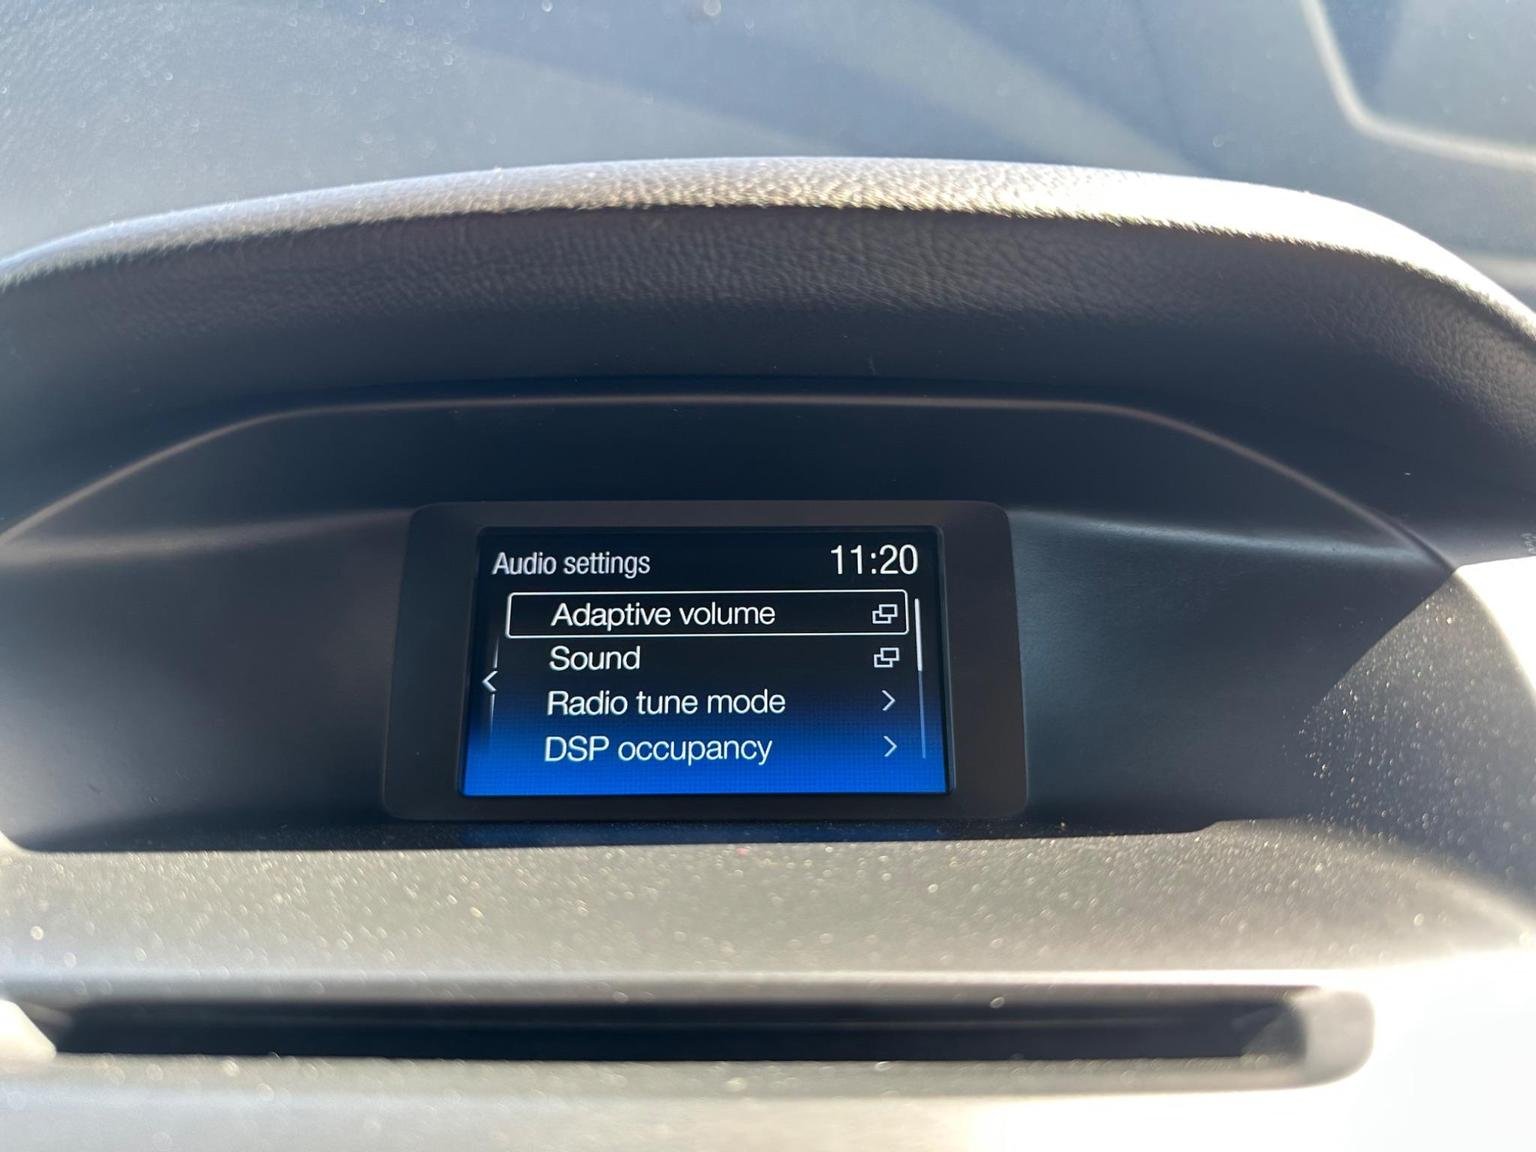 Audio settings 11:20
Adaptive volume
Sound
Radio tune mode
DSP occupancy